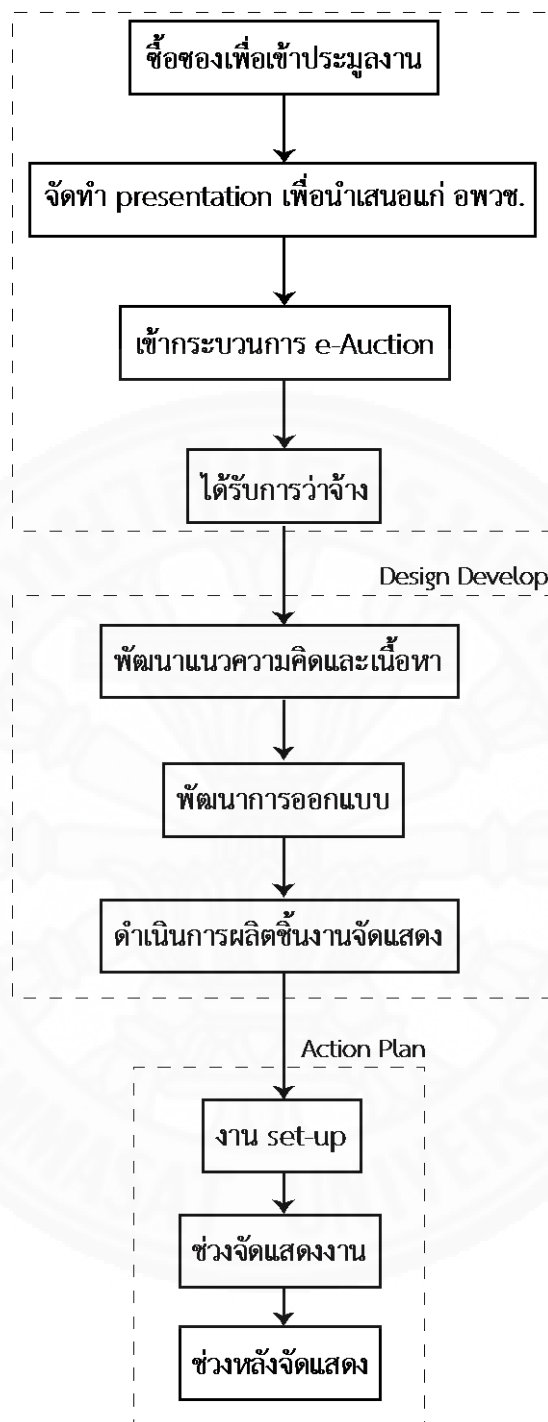 ซื้อซองเพื่อเข้าประมูลงาน
จัดทำ presentation เพื่อนำเสนอแก่ อพวช.
เข้ากระบวนการ e-Auction
ได้รับการว่าจ้าง
Design Develop
พัฒนาแนวความคิดและเนื้อหา
พัฒนาการออกแบบ
ดำเนินการผลิตชิ้นงานจัดแสดง
Action Plan
งาน set-up
ช่วงจัดแสดงงาน
ช่วงหลังจัดแสดง